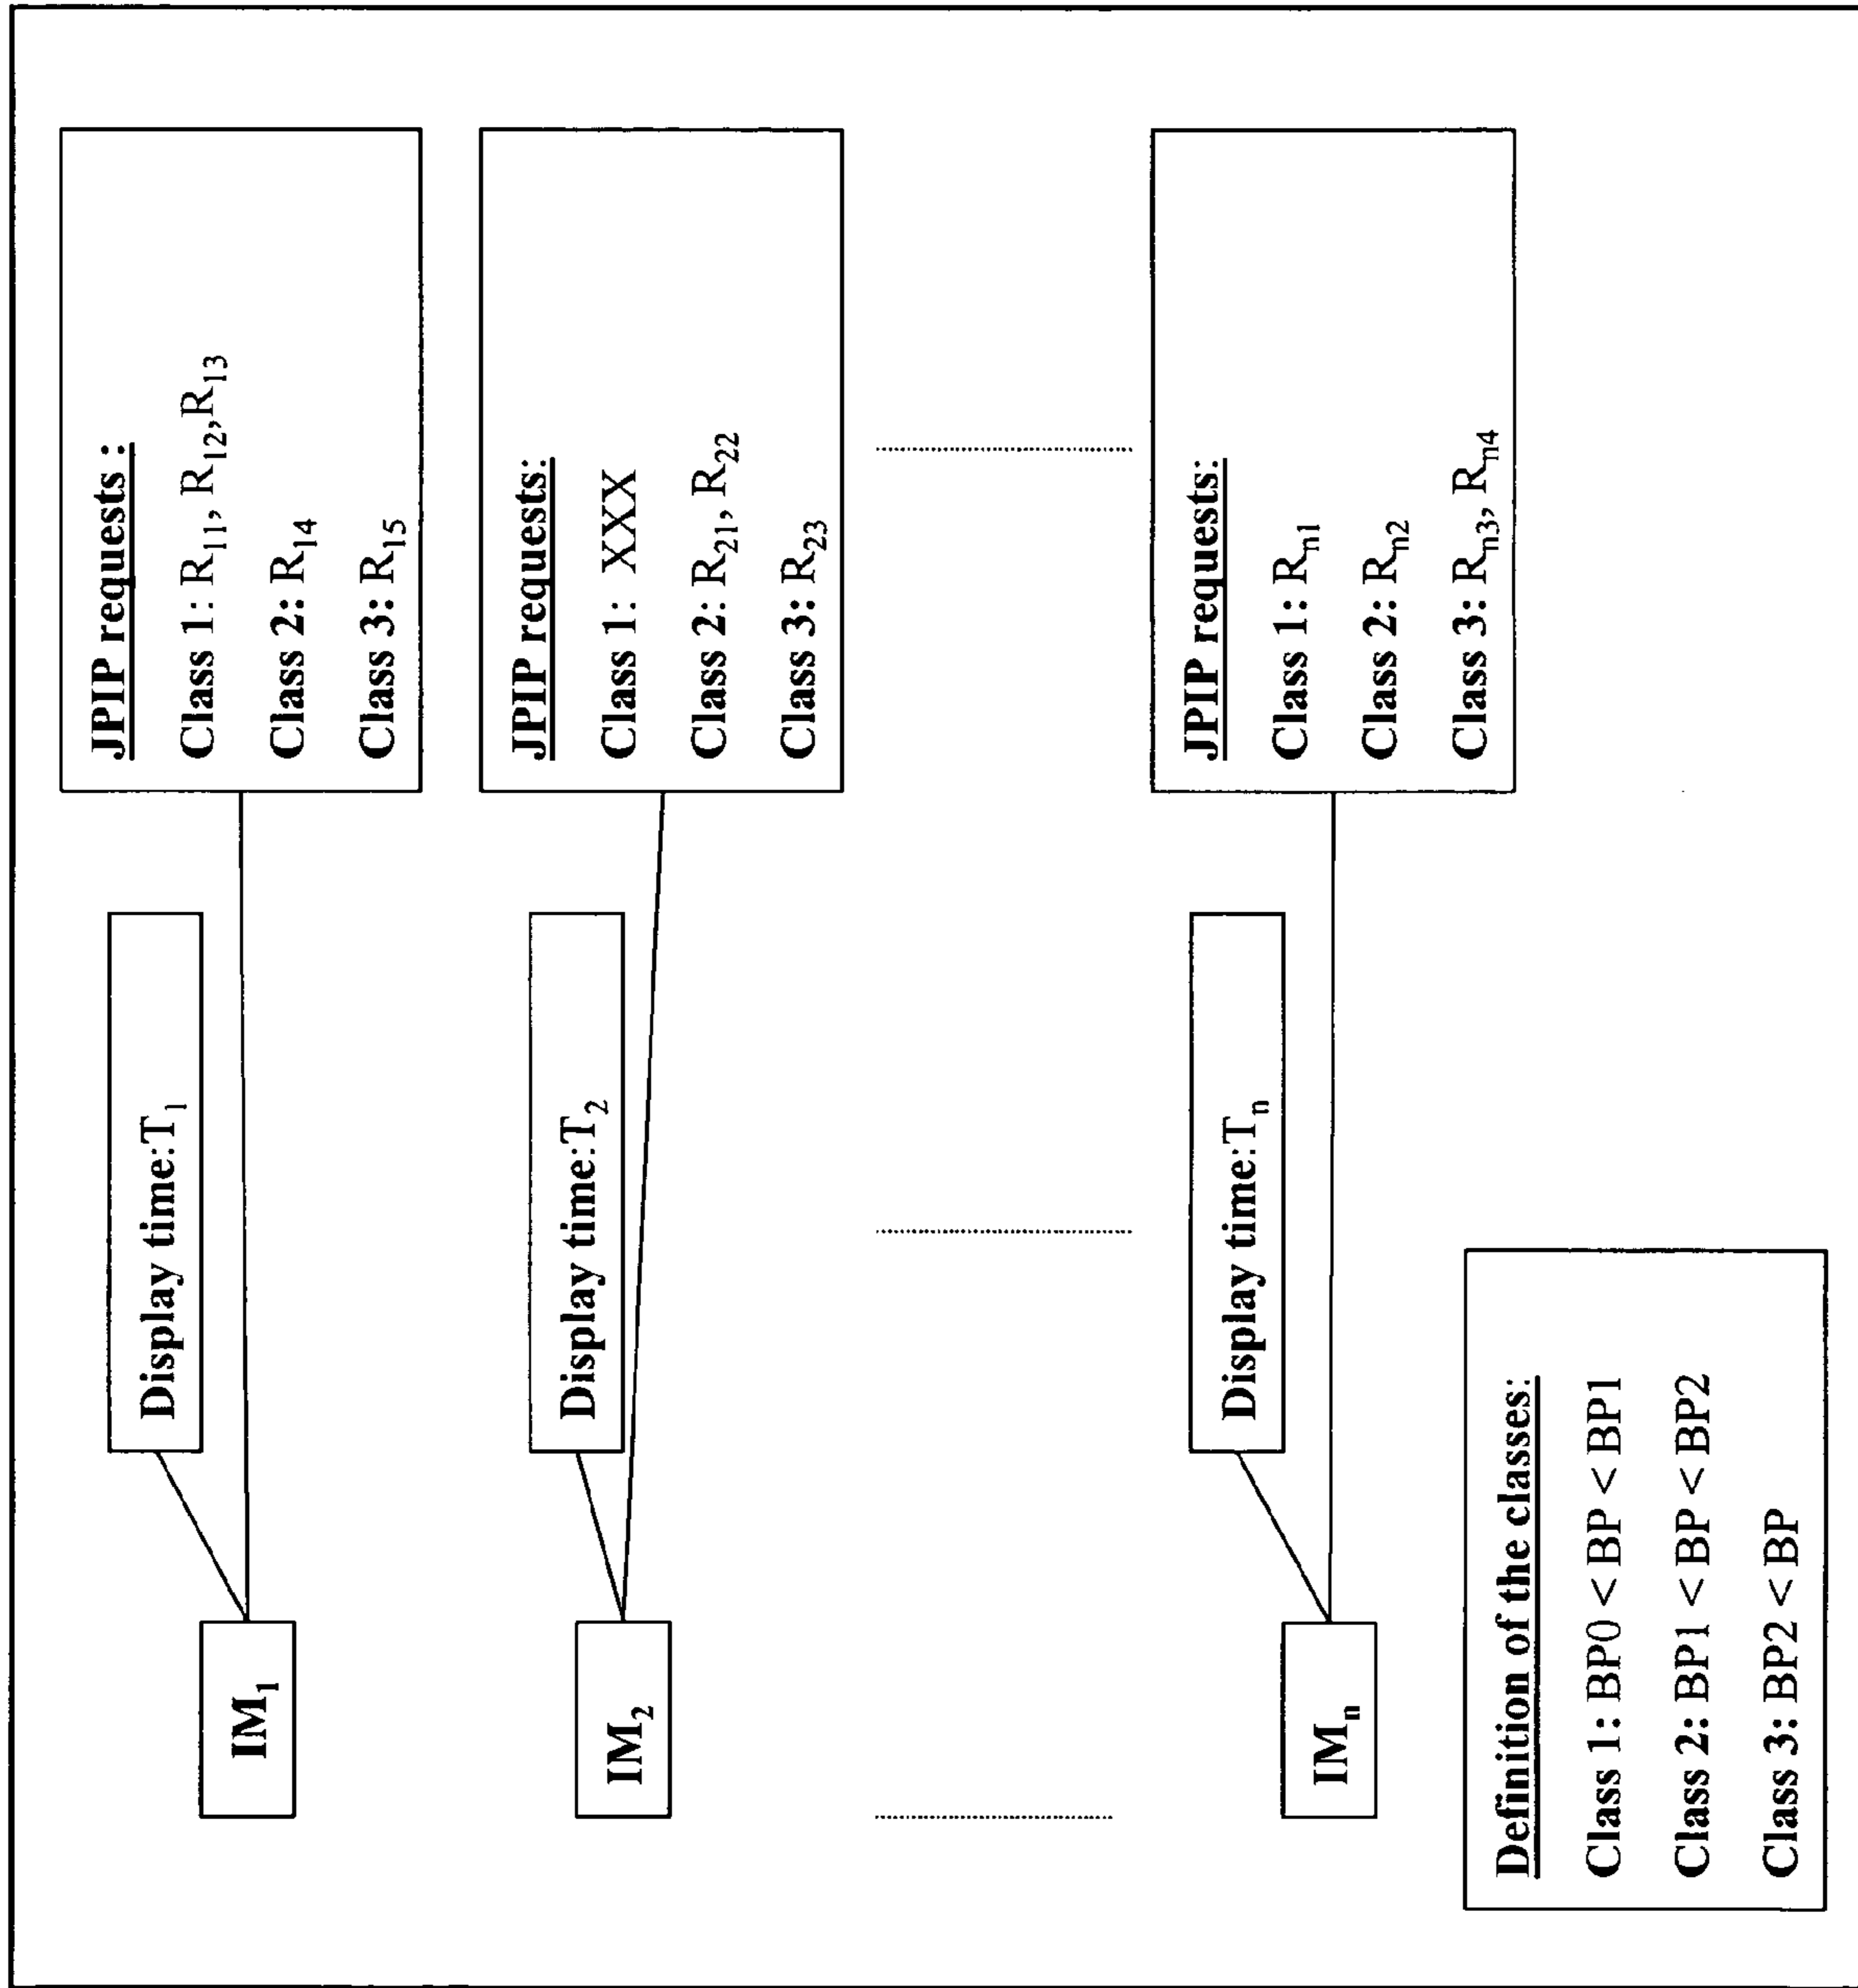 Display time:T₁
IM₁
JPIP requests :
Class 1: R₁₁, R₁₂,R₁₃
Class 2: R₁₄
Class 3: R₁₅
Display time:T₂
IM₂
JPIP requests:
Class 1: XXX
Class 2: R₂₁, R₂₂
Class 3: R₂₃
Display time:Tₙ
IMₙ
JPIP requests:
Class 1: Rₙ₁
Class 2: Rₙ₂
Class 3: Rₙ₃, Rₙ₄
Definition of the classes:
Class 1: BP0 < BP < BP1
Class 2: BP1 < BP < BP2
Class 3: BP2 < BP